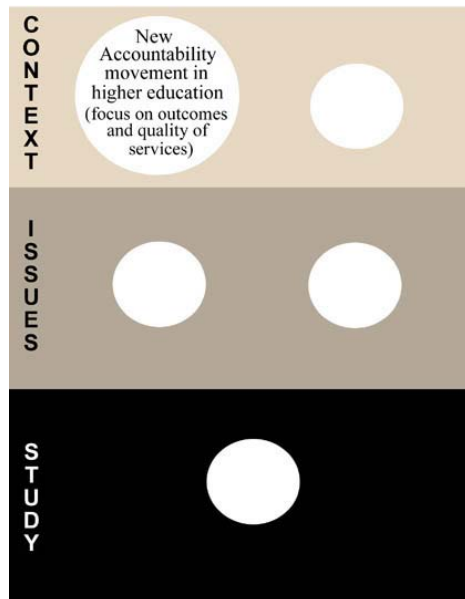 CONTEXT
New
Accountability
movement in
higher education
(focus on outcomes
and quality of
services)
ISSUES
STUDY